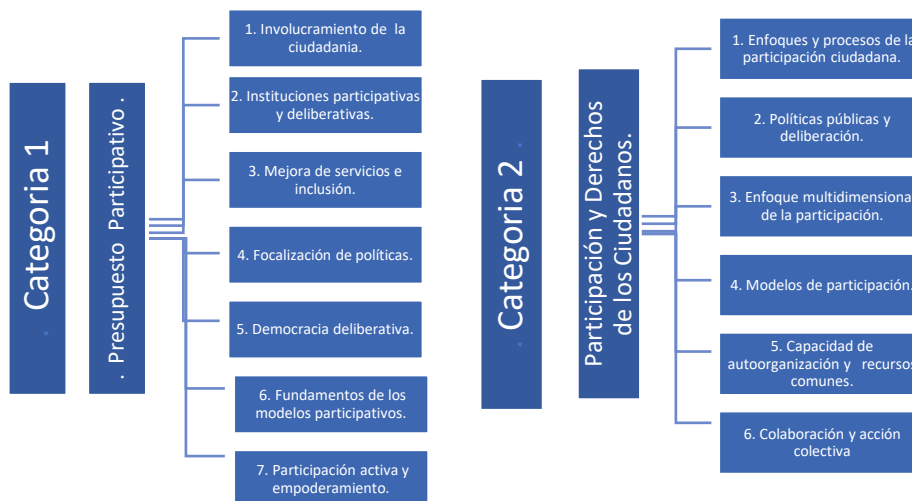 . Categoria 1
. Presupuesto Participativo .
1. Involucramiento de la
ciudadania.
2. Instituciones participativas
y deliberativas.
3. Mejora de servicios e
inclusión.
4. Focalización de políticas.
5. Democracia deliberativa.
6. Fundamentos de los
modelos participativos.
7. Participación activa y
empoderamiento.
. Categoria 2 .
Participación y Derechos
de los Ciudadanos.
1. Enfoques y procesos de la
participación ciudadana.
2. Políticas públicas y
deliberación.
3. Enfoque multidimensiona
de la participación.
4. Modelos de participación.
5. Capacidad de
autoorganización y recursos
comunes.
6. Colaboración y acción
colectiva